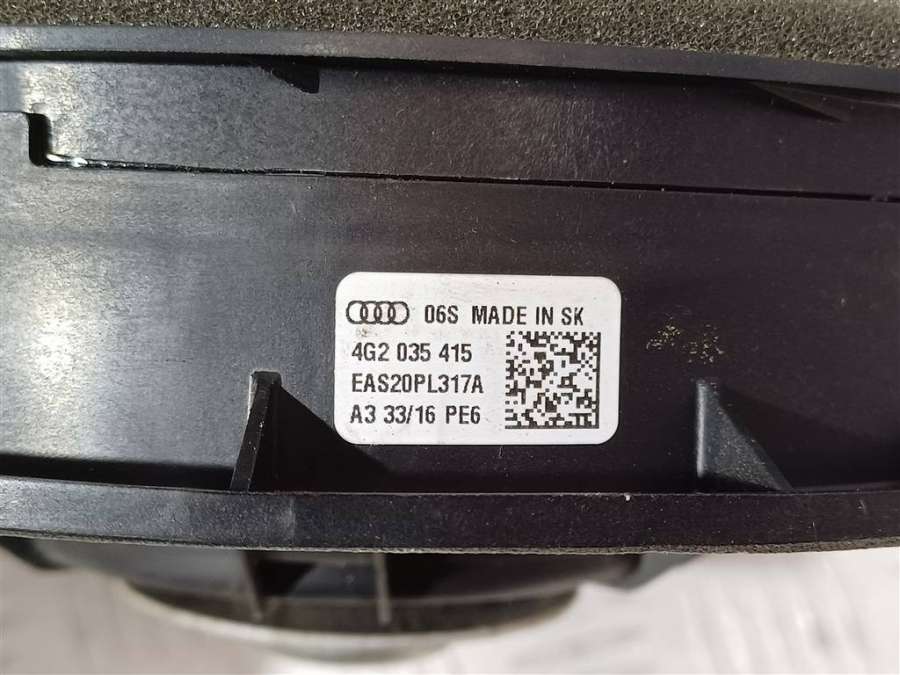 06S MADE IN SK
4G2 035 415
EAS20PL317A
A3 33/16 PE6